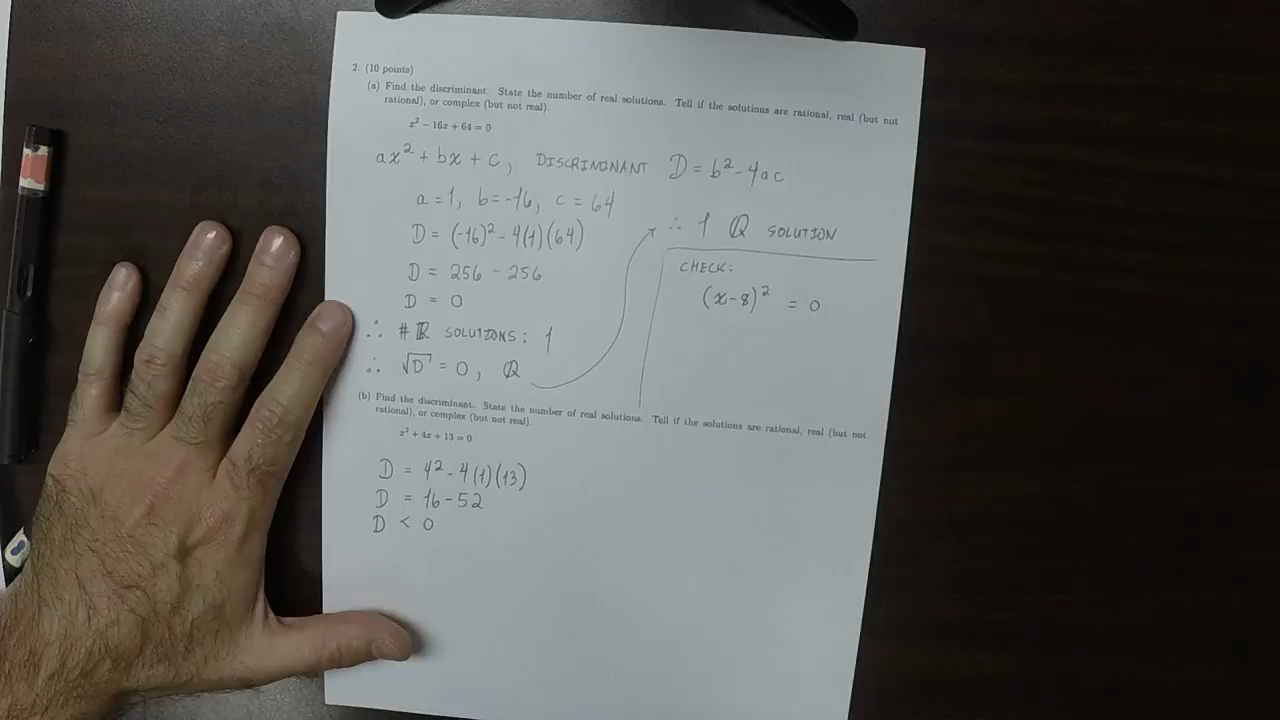 2. (10 points)
(a) Find the discriminant. State the number of real solutions. Tell if the solutions are rational, real (but not
rational), or complex (but not real).
x² − 16x + 64 = 0
ax² + bx + c, DISCRIMINANT D = b² - 4ac
a = 1, b = -16, c = 64
D = (-16)² - 4(1)(64)
D = 256 - 256
D = 0
∴ # ℝ SOLUTIONS: 1
∴ √D = 0, ℚ
∴ 1 ℚ SOLUTION
CHECK:
(x-8)² = 0
(b) Find the discriminant. State the number of real solutions. Tell if the solutions are rational, real (but not
rational), or complex (but not real).
x² + 4x + 13 = 0
D = 4² - 4(1)(13)
D = 16 - 52
D < 0